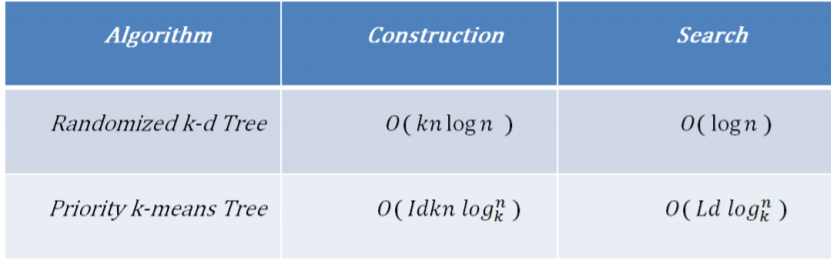 Algorithm Construction Search
Randomized k-d Tree O( kn log n ) O( log n )
Priority k-means Tree O( Idkn log_k^n ) O( Ld log_k^n )